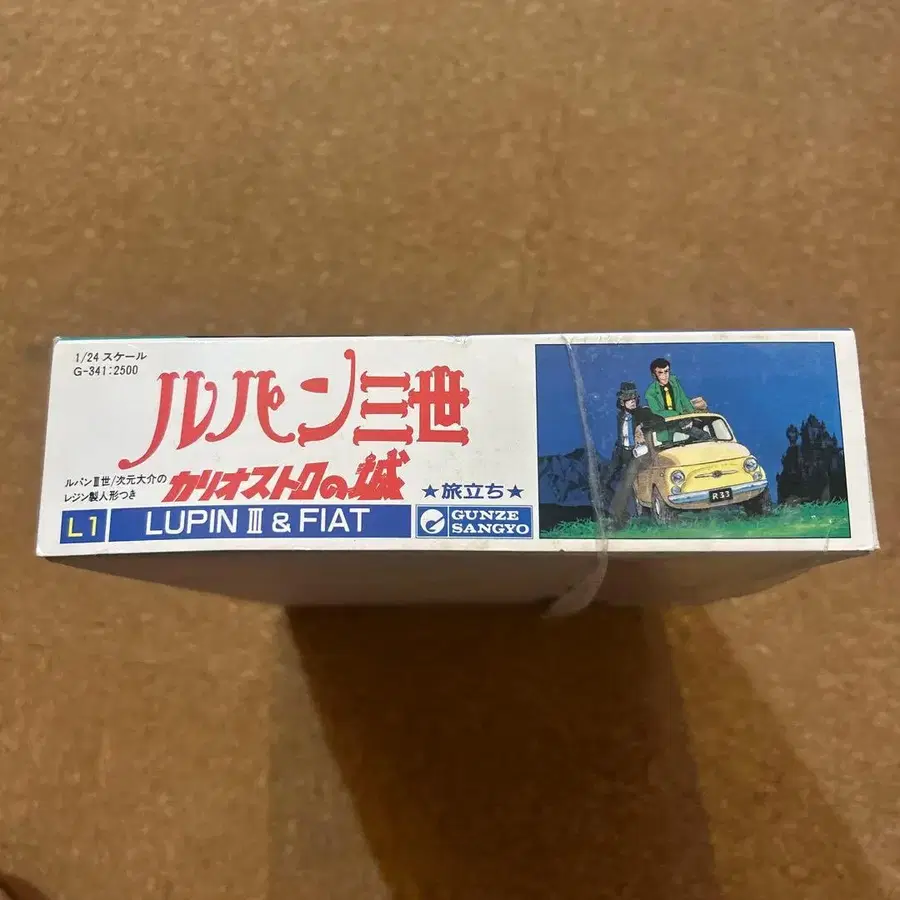 1/24 スケール
G-341:2500
ルパン三世
ルパンⅢ世/次元大介の
レジン製人形つき
カリオストロの城
★旅立ち★
L1
LUPIN Ⅲ & FIAT
GUNZE
SANGYO
R33